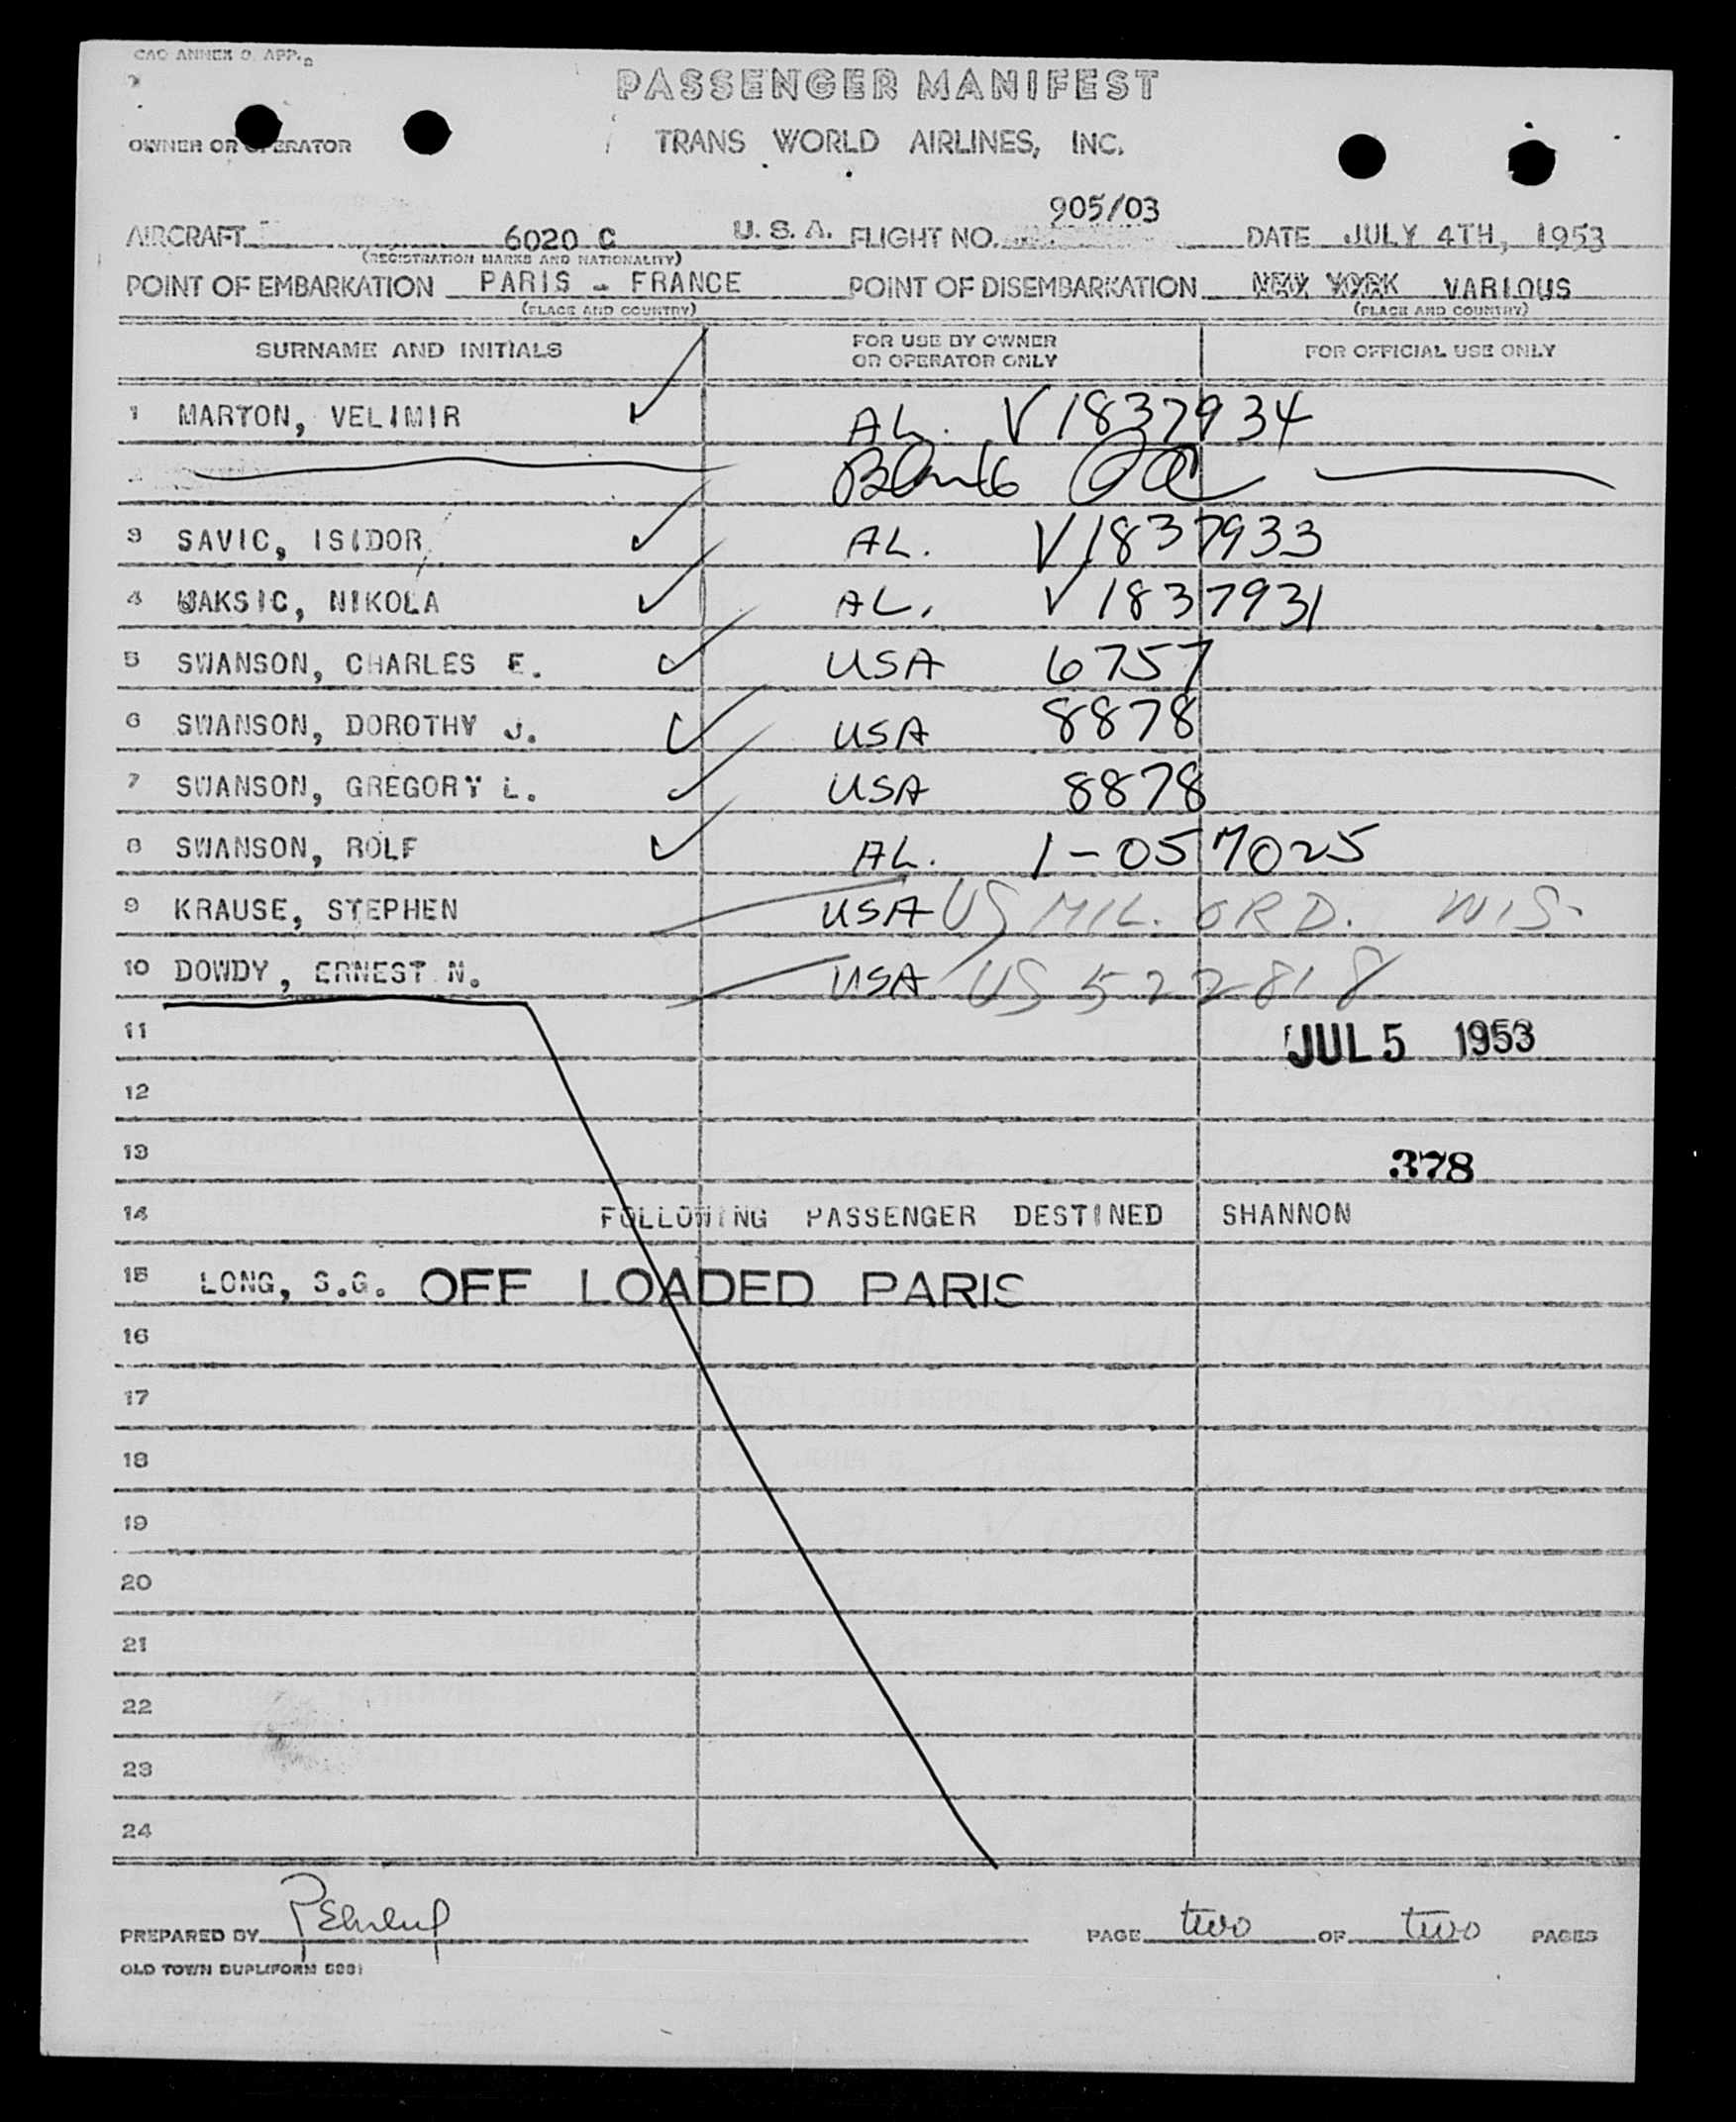 CAO ANNEX 9, APP.
PASSENGER MANIFEST
OWNER OR OPERATOR
TRANS WORLD AIRLINES, INC.
905/03
AIRCRAFT 6020 C U. S. A. FLIGHT NO. DATE JULY 4TH, 1953
(REGISTRATION MARKS AND NATIONALITY)
POINT OF EMBARKATION PARIS - FRANCE POINT OF DISEMBARKATION NEW YORK VARIOUS
(PLACE AND COUNTRY) (PLACE AND COUNTRY)
SURNAME AND INITIALS FOR USE BY OWNER OR OPERATOR ONLY FOR OFFICIAL USE ONLY
1 MARTON, VELIMIR AL. V1837934
Blank
3 SAVIC, ISIDOR AL. V1837933
4 WAKSIC, NIKOLA AL. V1837931
5 SWANSON, CHARLES E. USA 6757
6 SWANSON, DOROTHY J. USA 8878
7 SWANSON, GREGORY L. USA 8878
8 SWANSON, ROLF AL. 1-057025
9 KRAUSE, STEPHEN USA US MIL. ORD. WIS.
10 DOWDY, ERNEST N. USA US 522818
11 JUL 5 1953
12
13 378
14 FOLLOWING PASSENGER DESTINED SHANNON
15 LONG, S.G. OFF LOADED PARIS
16
17
18
19
20
21
22
23
24
PREPARED BY PAGE two OF two PAGES
OLD TOWN DUPLIFORM